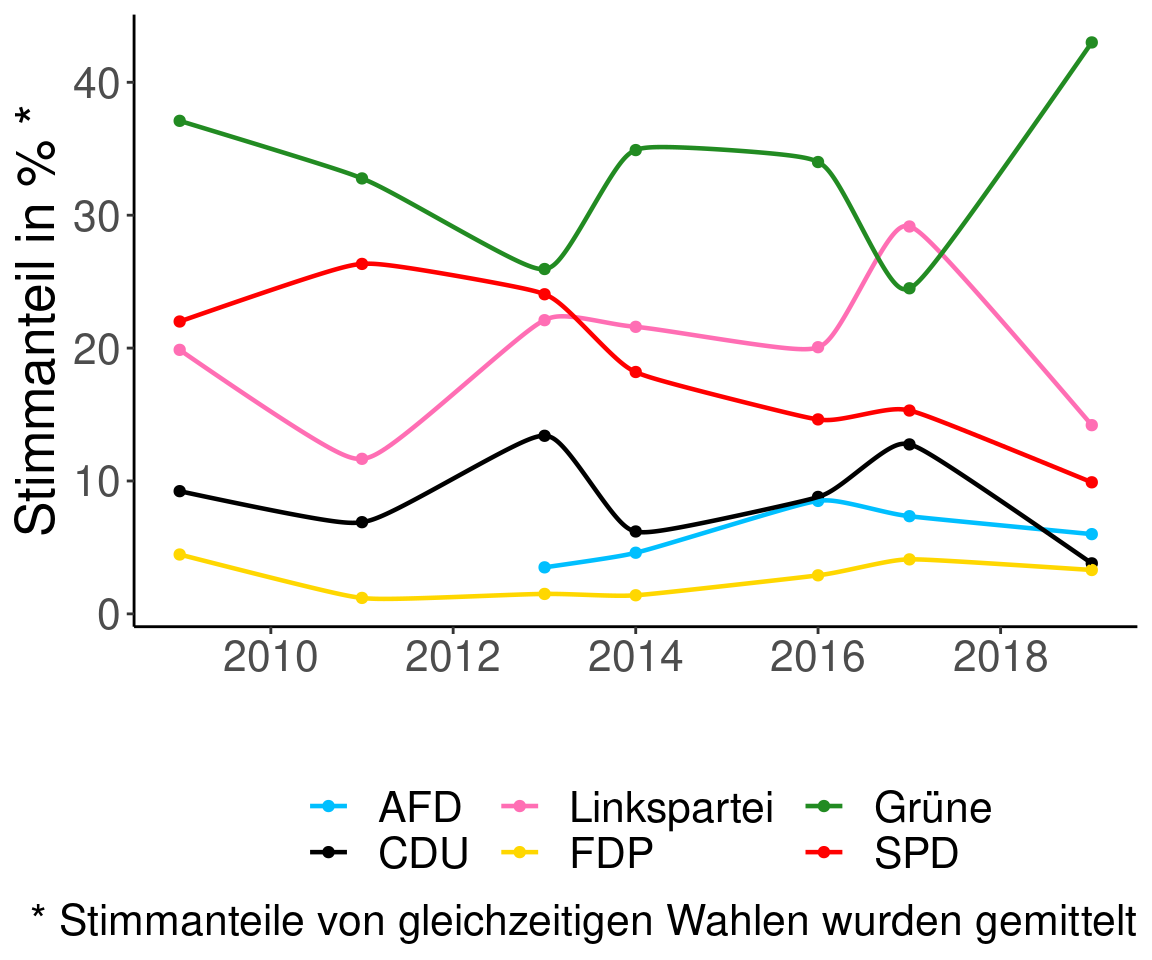 Stimmanteil in % *
40
30
20
10
0
2010 2012 2014 2016 2018
AFD Linkspartei Grüne
CDU FDP SPD
* Stimmanteile von gleichzeitigen Wahlen wurden gemittelt